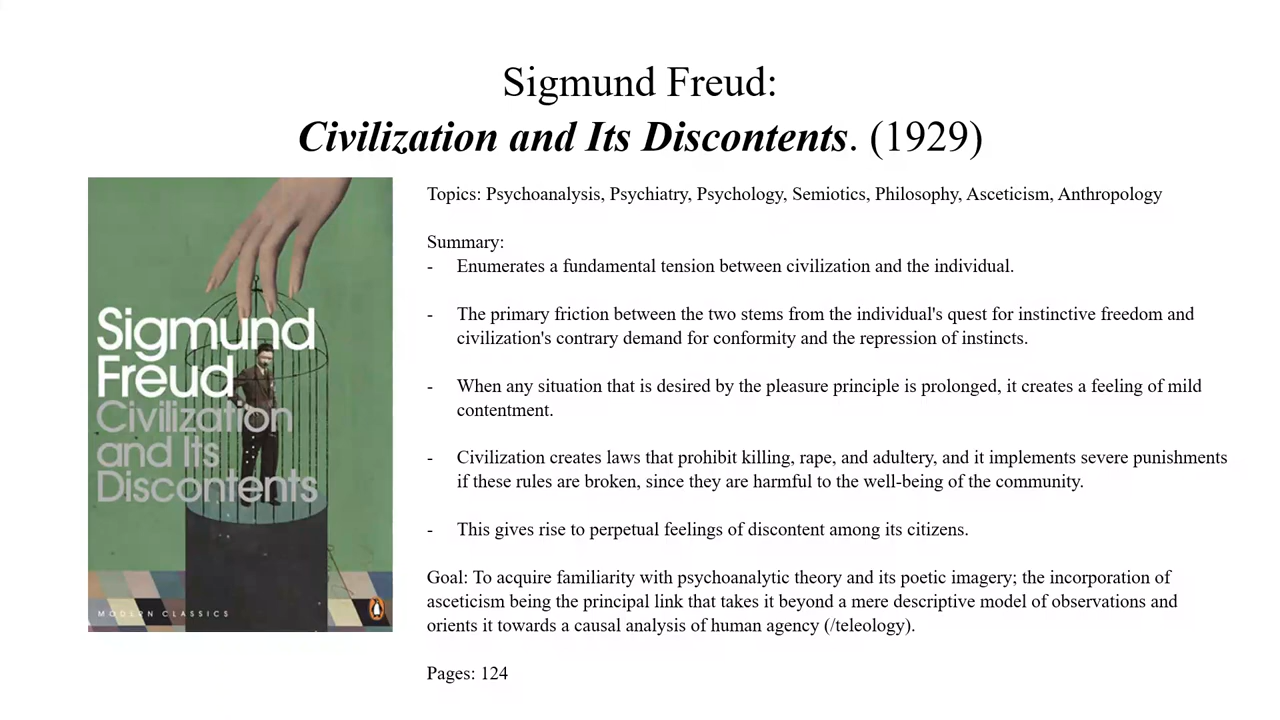 Sigmund Freud:
Civilization and Its Discontents. (1929)
Sigmund
Freud
Civilization
and Its
Discontents
MODERN CLASSICS
Topics: Psychoanalysis, Psychiatry, Psychology, Semiotics, Philosophy, Asceticism, Anthropology
Summary:
- Enumerates a fundamental tension between civilization and the individual.
- The primary friction between the two stems from the individual's quest for instinctive freedom and
civilization's contrary demand for conformity and the repression of instincts.
- When any situation that is desired by the pleasure principle is prolonged, it creates a feeling of mild
contentment.
- Civilization creates laws that prohibit killing, rape, and adultery, and it implements severe punishments
if these rules are broken, since they are harmful to the well-being of the community.
- This gives rise to perpetual feelings of discontent among its citizens.
Goal: To acquire familiarity with psychoanalytic theory and its poetic imagery; the incorporation of
asceticism being the principal link that takes it beyond a mere descriptive model of observations and
orients it towards a causal analysis of human agency (/teleology).
Pages: 124